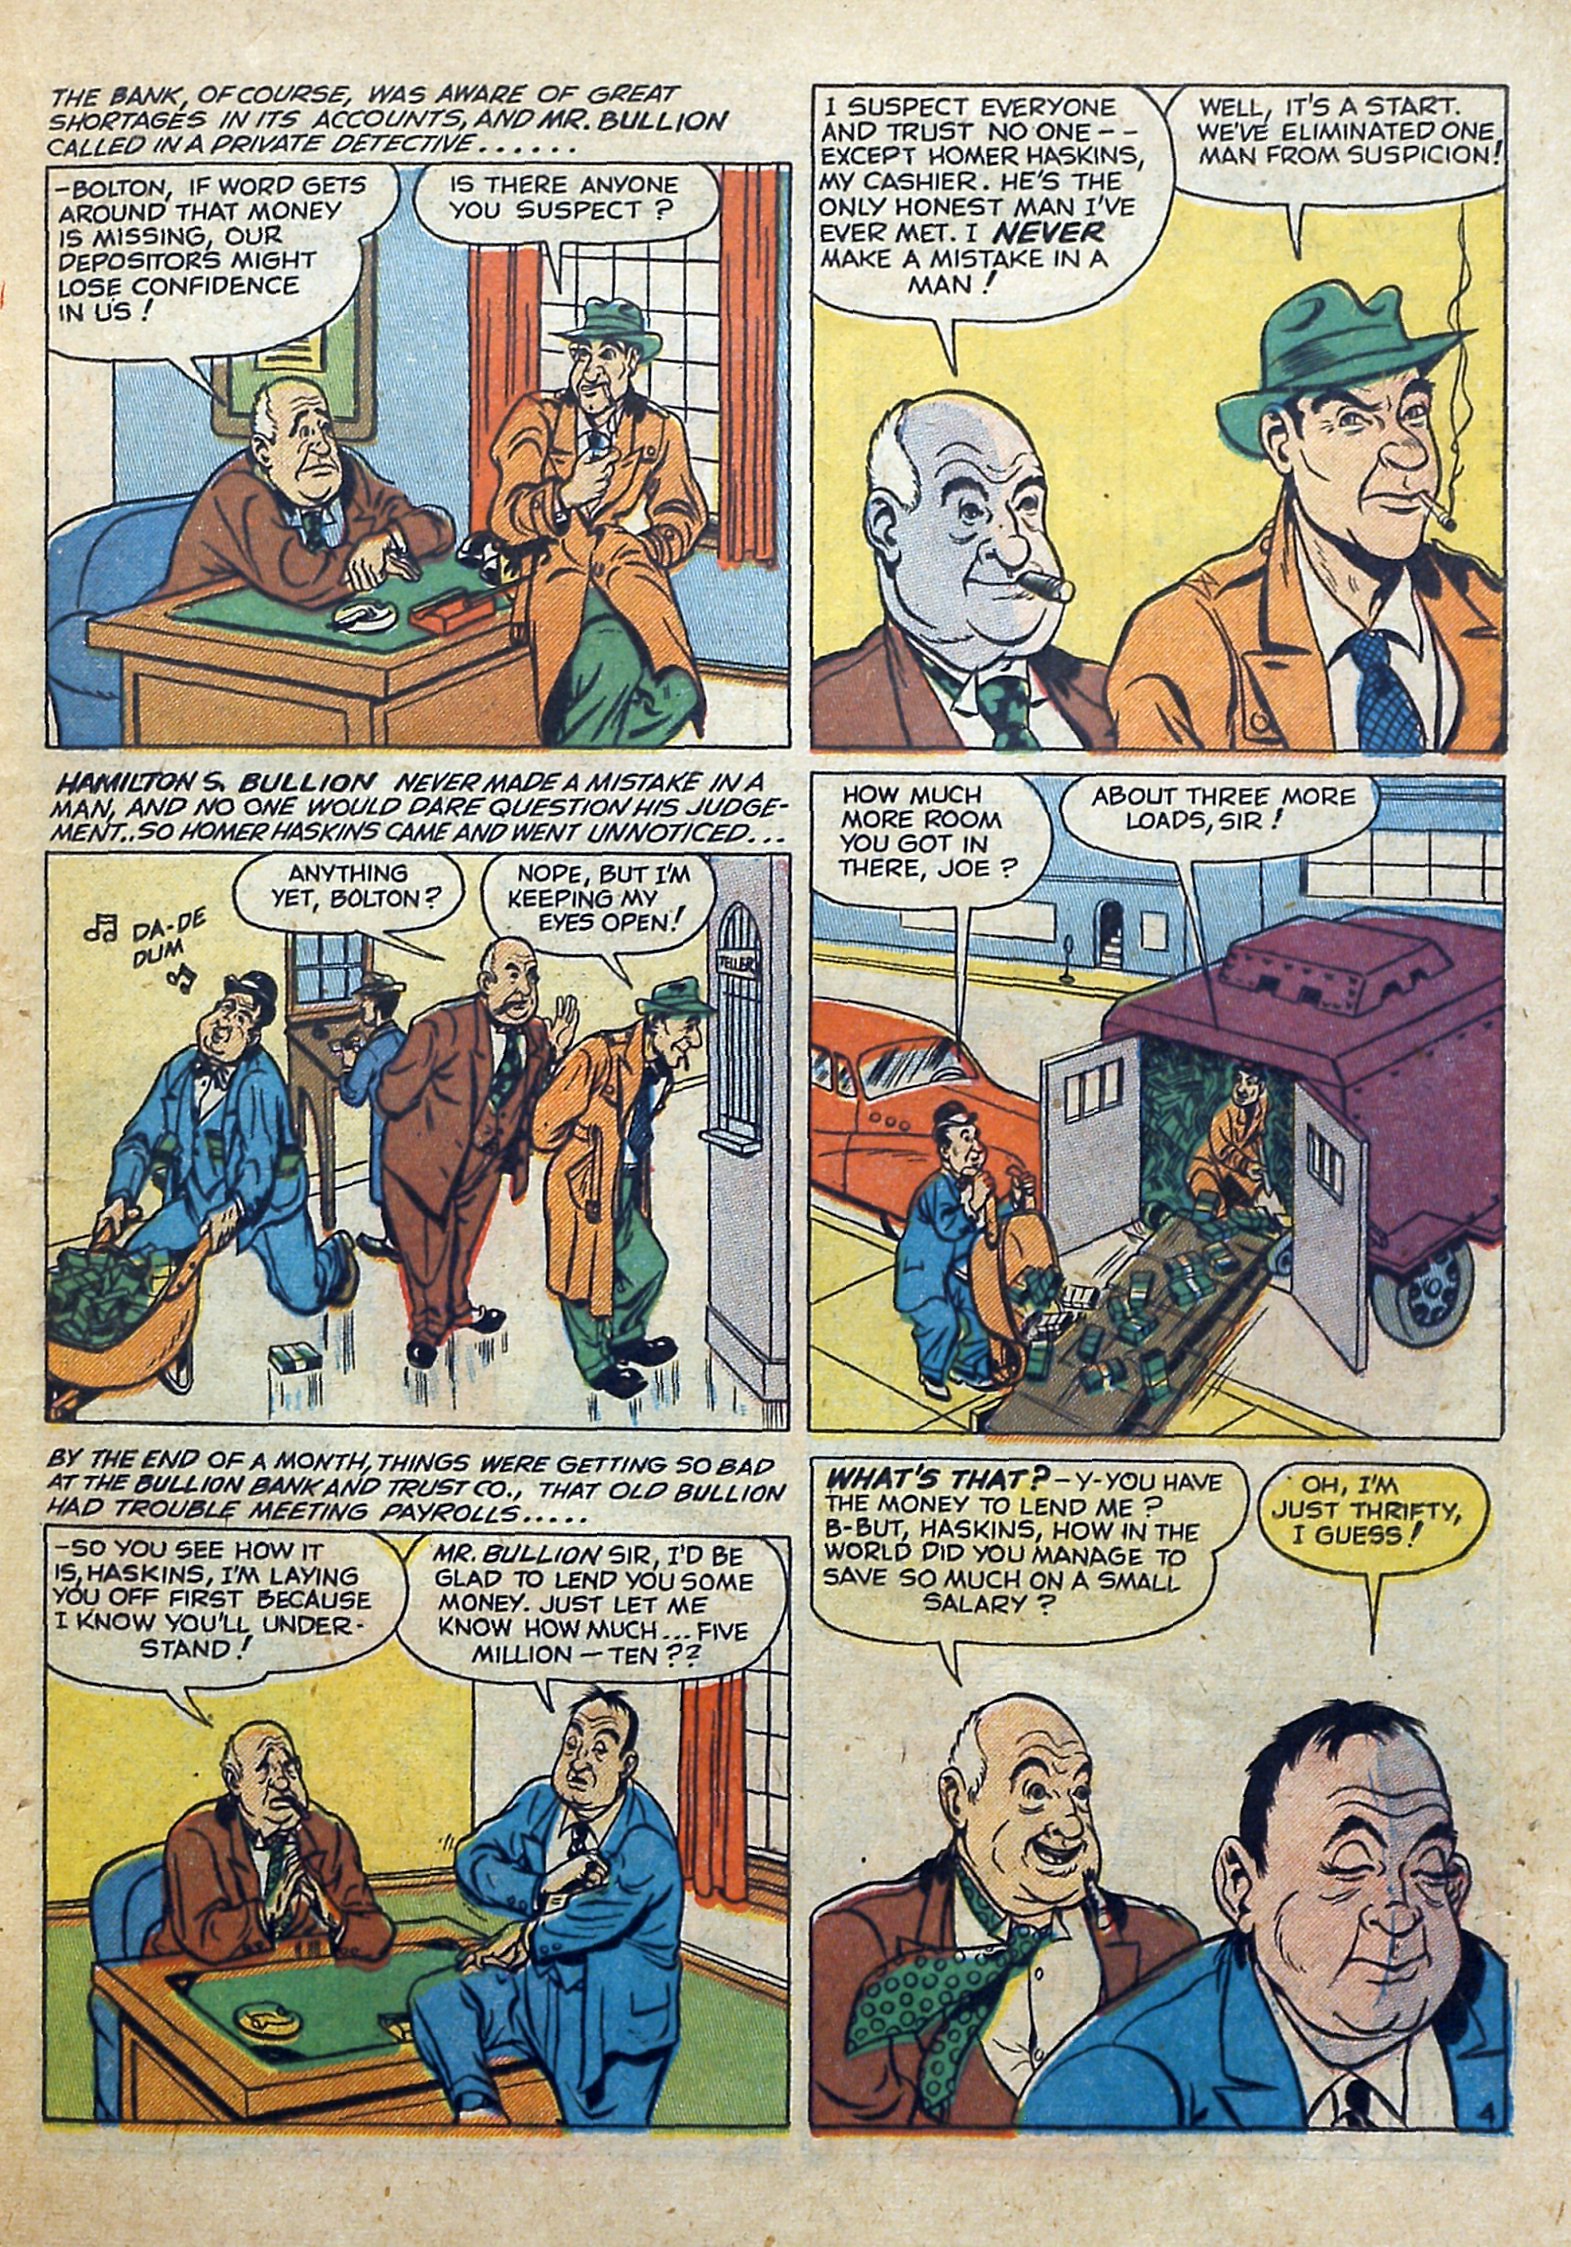 THE BANK, OF COURSE, WAS AWARE OF GREAT
SHORTAGES IN ITS ACCOUNTS, AND MR. BULLION
CALLED IN A PRIVATE DETECTIVE......
-BOLTON, IF WORD GETS
AROUND THAT MONEY
IS MISSING, OUR
DEPOSITORS MIGHT
LOSE CONFIDENCE
IN US!
IS THERE ANYONE
YOU SUSPECT?
I SUSPECT EVERYONE
AND TRUST NO ONE--
EXCEPT HOMER HASKINS,
MY CASHIER. HE'S THE
ONLY HONEST MAN I'VE
EVER MET. I NEVER
MAKE A MISTAKE IN A
MAN!
WELL, IT'S A START.
WE'VE ELIMINATED ONE
MAN FROM SUSPICION!
HAMILTON S. BULLION NEVER MADE A MISTAKE IN A
MAN, AND NO ONE WOULD DARE QUESTION HIS JUDGE-
MENT..SO HOMER HASKINS CAME AND WENT UNNOTICED...
DA-DE
DUM
ANYTHING
YET, BOLTON?
NOPE, BUT I'M
KEEPING MY
EYES OPEN!
TELLER
HOW MUCH
MORE ROOM
YOU GOT IN
THERE, JOE?
ABOUT THREE MORE
LOADS, SIR!
BY THE END OF A MONTH, THINGS WERE GETTING SO BAD
AT THE BULLION BANK AND TRUST CO., THAT OLD BULLION
HAD TROUBLE MEETING PAYROLLS.....
-SO YOU SEE HOW IT
IS, HASKINS, I'M LAYING
YOU OFF FIRST BECAUSE
I KNOW YOU'LL UNDER-
STAND!
MR. BULLION SIR, I'D BE
GLAD TO LEND YOU SOME
MONEY. JUST LET ME
KNOW HOW MUCH... FIVE
MILLION - TEN??
WHAT'S THAT? - Y-YOU HAVE
THE MONEY TO LEND ME?
B-BUT, HASKINS, HOW IN THE
WORLD DID YOU MANAGE TO
SAVE SO MUCH ON A SMALL
SALARY?
OH, I'M
JUST THRIFTY,
I GUESS!
4